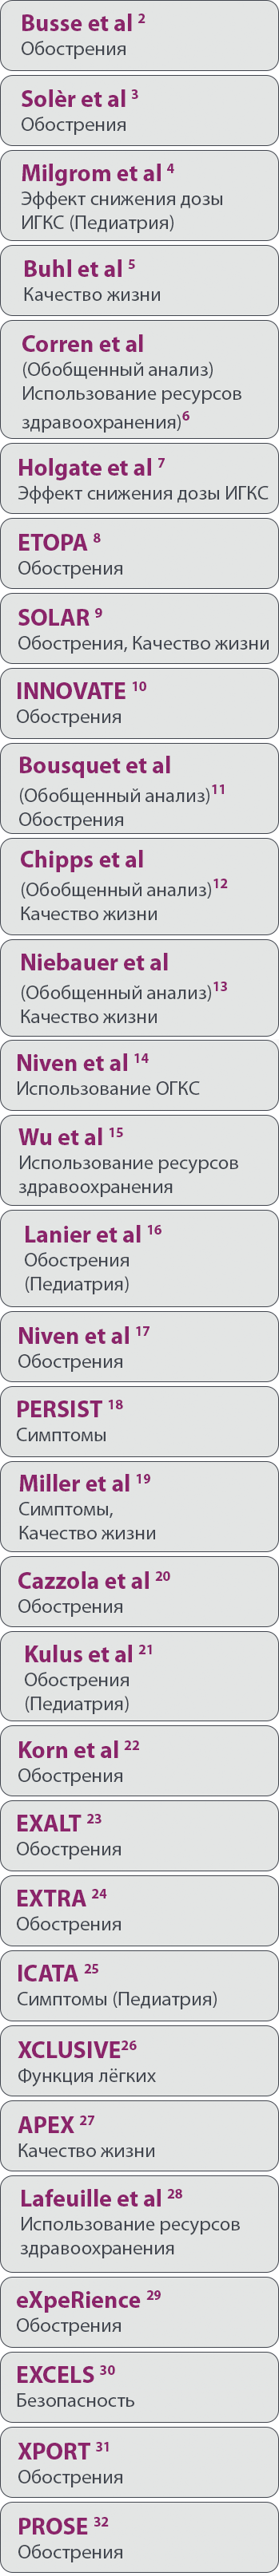 Busse et al 2
Обострения
Solèr et al 3
Обострения
Milgrom et al 4
Эффект снижения дозы
ИГКС (Педиатрия)
Buhl et al 5
Качество жизни
Corren et al
(Обобщенный анализ)
Использование ресурсов
здравоохранения)6
Holgate et al 7
Эффект снижения дозы ИГКС
ETOPA 8
Обострения
SOLAR 9
Обострения, Качество жизни
INNOVATE 10
Обострения
Bousquet et al
(Обобщенный анализ)11
Обострения
Chipps et al
(Обобщенный анализ)12
Качество жизни
Niebauer et al
(Обобщенный анализ)13
Качество жизни
Niven et al 14
Использование ОГКС
Wu et al 15
Использование ресурсов
здравоохранения
Lanier et al 16
Обострения
(Педиатрия)
Niven et al 17
Обострения
PERSIST 18
Симптомы
Miller et al 19
Симптомы,
Качество жизни
Cazzola et al 20
Обострения
Kulus et al 21
Обострения
(Педиатрия)
Korn et al 22
Обострения
EXALT 23
Обострения
EXTRA 24
Обострения
ICATA 25
Симптомы (Педиатрия)
XCLUSIVE26
Функция лёгких
APEX 27
Качество жизни
Lafeuille et al 28
Использование ресурсов
здравоохранения
eXpeRience 29
Обострения
EXCELS 30
Безопасность
XPORT 31
Обострения
PROSE 32
Обострения